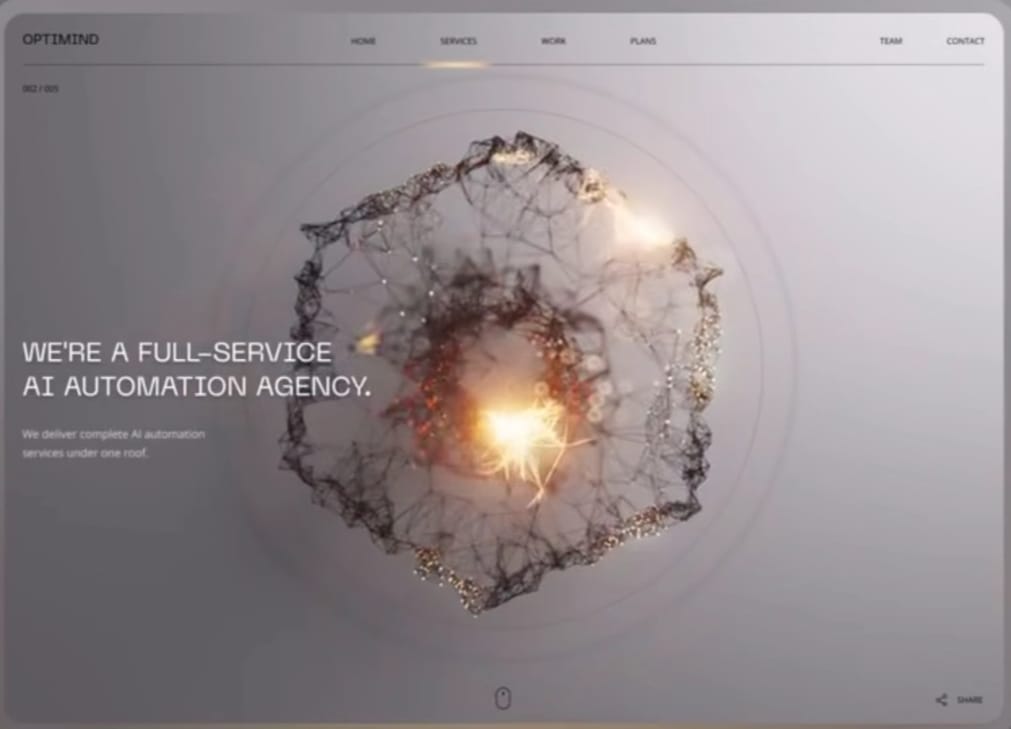 OPTIMIND
HOME SERVICES WORK PLANS TEAM CONTACT
002 / 005
WE'RE A FULL-SERVICE
AI AUTOMATION AGENCY.
We deliver complete AI automation
services under one roof.
SHARE